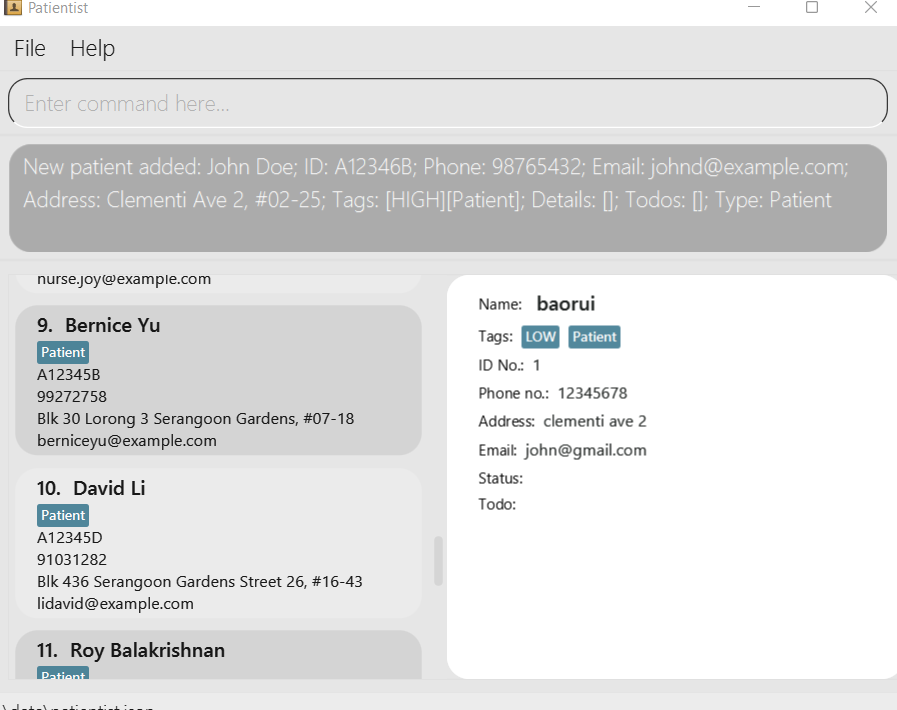 Patientist
File Help
Enter command here...
New patient added: John Doe; ID: A12346B; Phone: 98765432; Email: johnd@example.com;
Address: Clementi Ave 2, #02-25; Tags: [HIGH][Patient]; Details: []; Todos: []; Type: Patient
nurse.joy@example.com
9. Bernice Yu
Patient
A12345B
99272758
Blk 30 Lorong 3 Serangoon Gardens, #07-18
berniceyu@example.com
10. David Li
Patient
A12345D
91031282
Blk 436 Serangoon Gardens Street 26, #16-43
lidavid@example.com
11. Roy Balakrishnan
Patient
Name: baorui
Tags: LOW Patient
ID No.: 1
Phone no.: 12345678
Address: clementi ave 2
Email: john@gmail.com
Status:
Todo:
\data\patientist.json